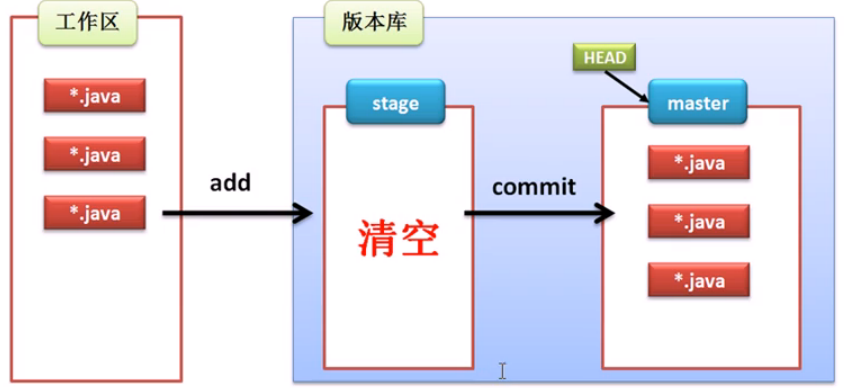 工作区
版本库
HEAD
*.java
stage
master
*.java
*.java
*.java
add
commit
*.java
*.java
清空